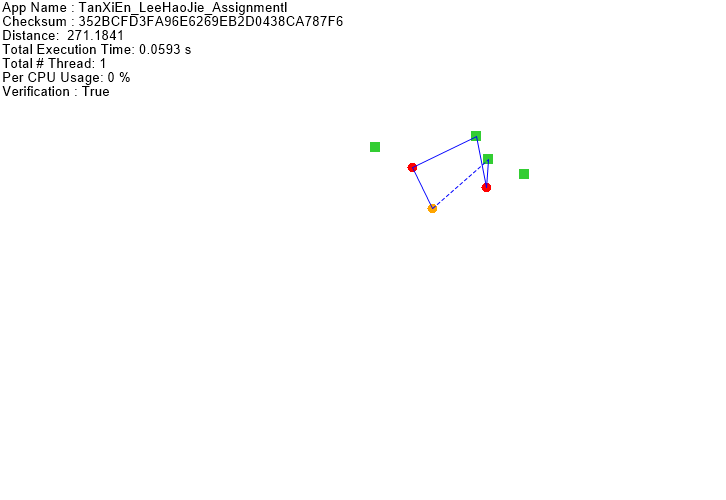 App Name : TanXiEn_LeeHaoJie_AssignmentI
Checksum : 352BCFD3FA96E6269EB2D0438CA787F6
Distance:  271.1841
Total Execution Time: 0.0593 s
Total # Thread: 1
Per CPU Usage: 0 %
Verification : True